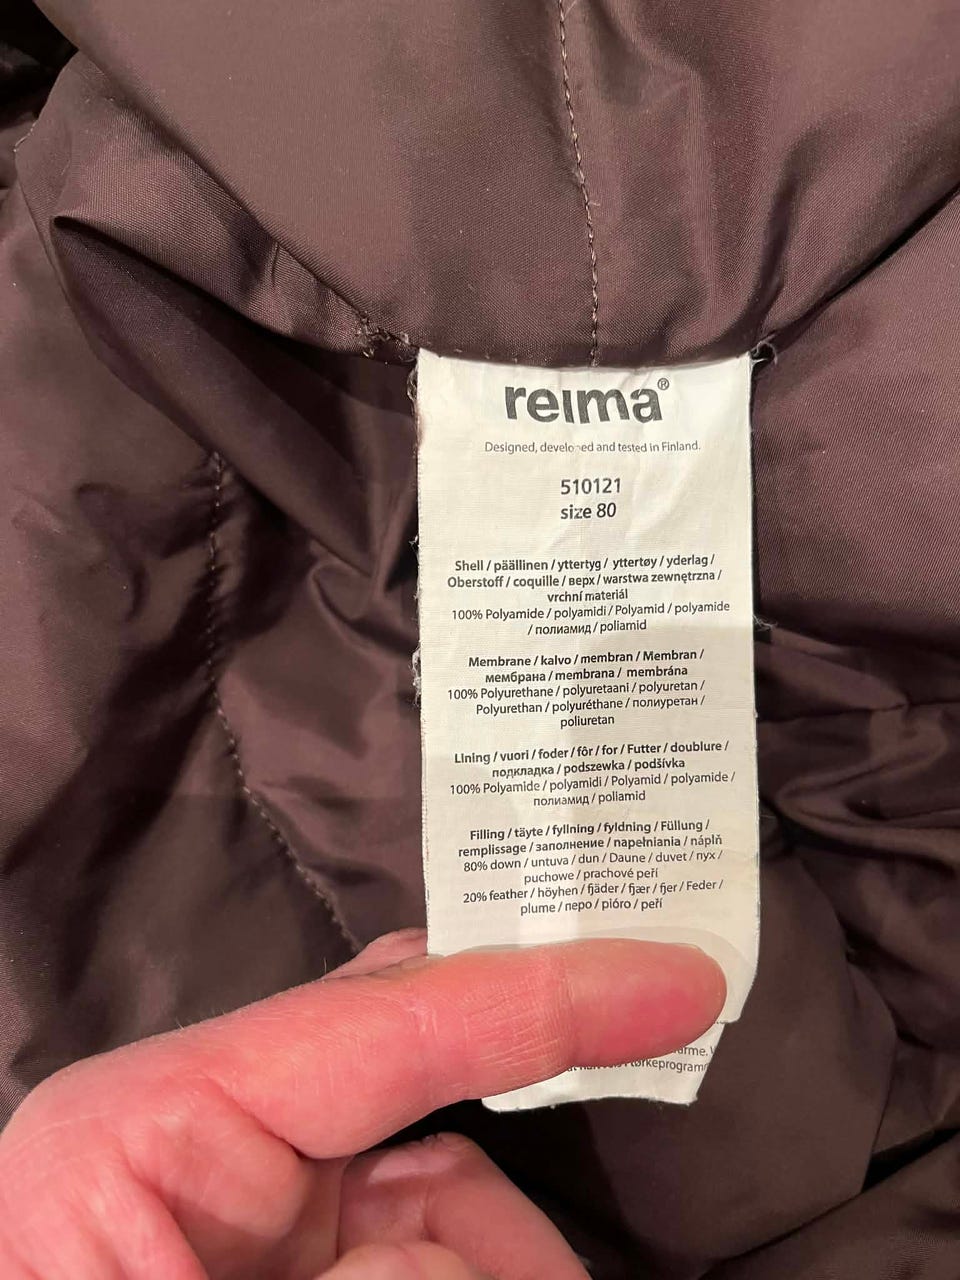 reima®
Designed, developed and tested in Finland.
510121
size 80
Shell / päällinen / yttertyg / yttertøy / yderlag /
Oberstoff / coquille / верх / warstwa zewnętrzna /
vrchní materiál
100% Polyamide / polyamidi / Polyamid / polyamide
/ полиамид / poliamid
Membrane / kalvo / membran / Membran /
мембрана / membrana / membrána
100% Polyurethane / polyuretaani / polyuretan /
Polyurethan / polyuréthane / полиуретан /
poliuretan
Lining / vuori / foder / fôr / for / Futter / doublure /
подкладка / podszewka / podšívka
100% Polyamide / polyamidi / Polyamid / polyamide /
полиамид / poliamid
Filling / täyte / fyllning / fyldning / Füllung /
remplissage / заполнение / napełniania / náplň
80% down / untuva / dun / Daune / duvet / пух /
puchowe / prachové peří
20% feather / höyhen / fjäder / fjær / fjer / Feder /
plume / перо / pióro / peří